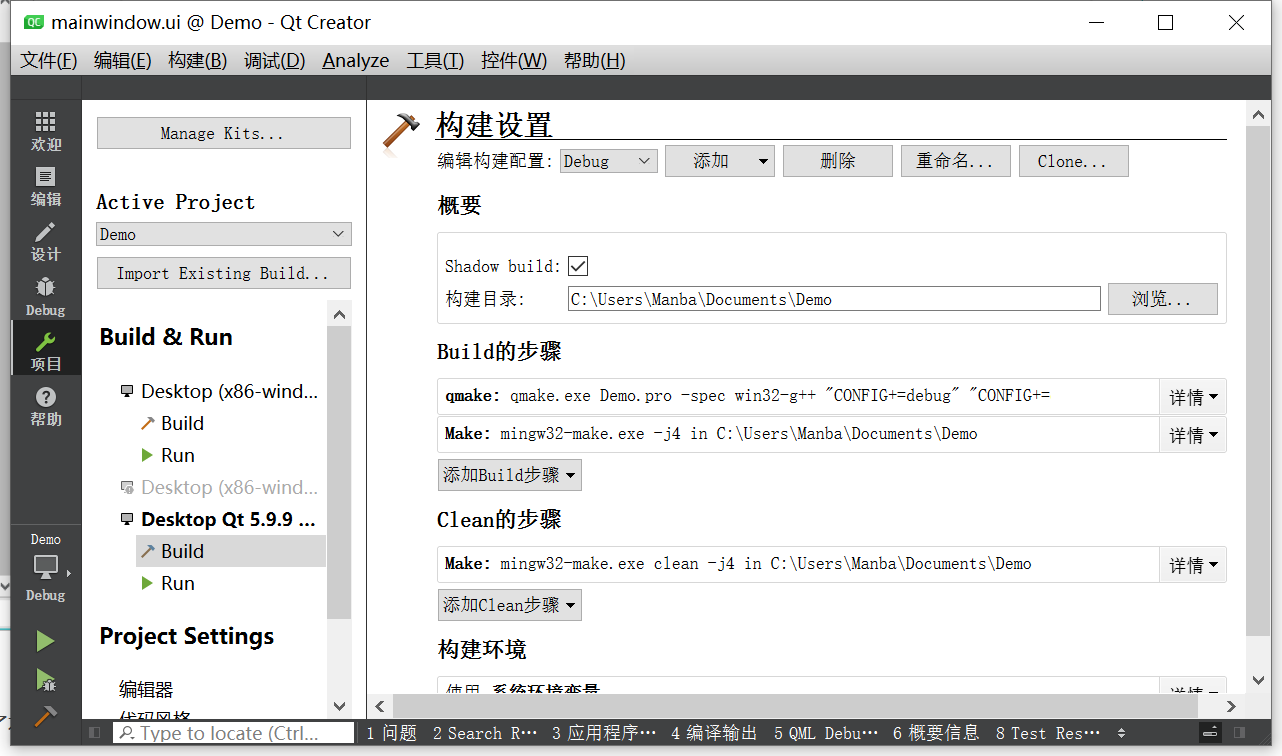 mainwindow.ui @ Demo - Qt Creator
文件(F) 编辑(E) 构建(B) 调试(D) Analyze 工具(T) 控件(W) 帮助(H)
欢迎
编辑
设计
Debug
项目
帮助
Demo
Debug
Manage Kits...
Active Project
Demo
Import Existing Build...
Build & Run
Desktop (x86-wind...
Build
Run
Desktop (x86-wind...
Desktop Qt 5.9.9 ...
Build
Run
Project Settings
编辑器
代码风格
构建设置
编辑构建配置: Debug 添加 删除 重命名... Clone...
概要
Shadow build:
构建目录: C:\Users\Manba\Documents\Demo 浏览...
Build的步骤
qmake: qmake.exe Demo.pro -spec win32-g++ "CONFIG+=debug" "CONFIG+= 详情
Make: mingw32-make.exe -j4 in C:\Users\Manba\Documents\Demo 详情
添加Build步骤
Clean的步骤
Make: mingw32-make.exe clean -j4 in C:\Users\Manba\Documents\Demo 详情
添加Clean步骤
构建环境
使用 系统环境变量 详情
Type to locate (Ctrl... 1 问题 2 Search R… 3 应用程序… 4 编译输出 5 QML Debu… 6 概要信息 8 Test Res…